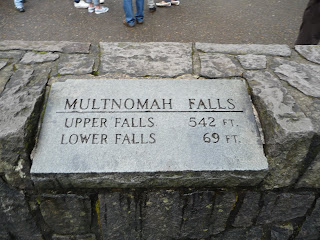 MULTNOMAH FALLS
UPPER FALLS 542 FT.
LOWER FALLS 69 FT.